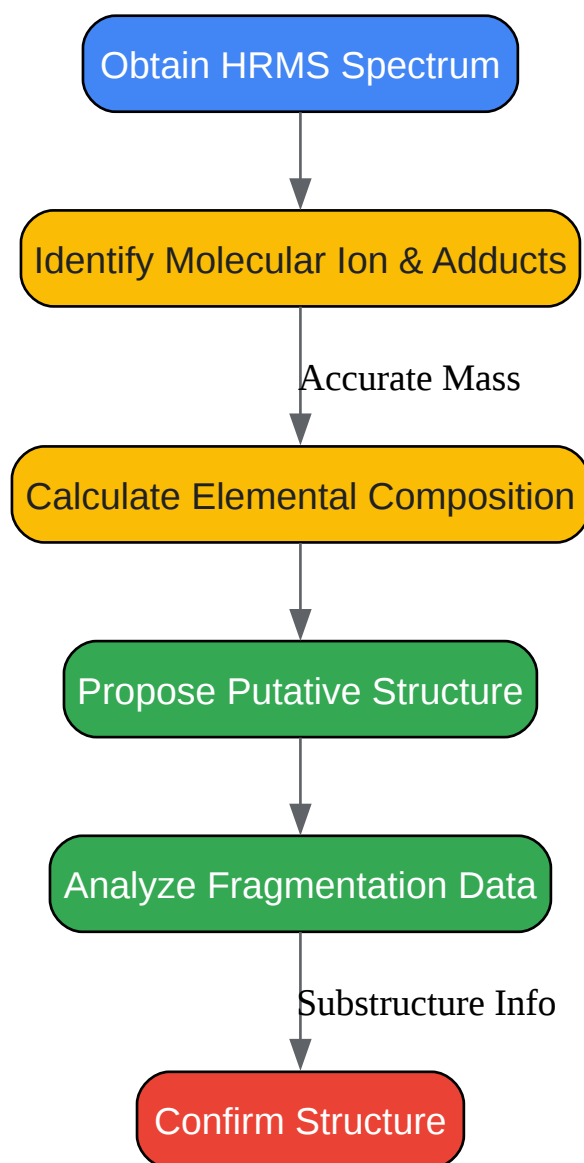 Obtain HRMS Spectrum
Identify Molecular Ion & Adducts
Accurate Mass
Calculate Elemental Composition
Propose Putative Structure
Analyze Fragmentation Data
Substructure Info
Confirm Structure